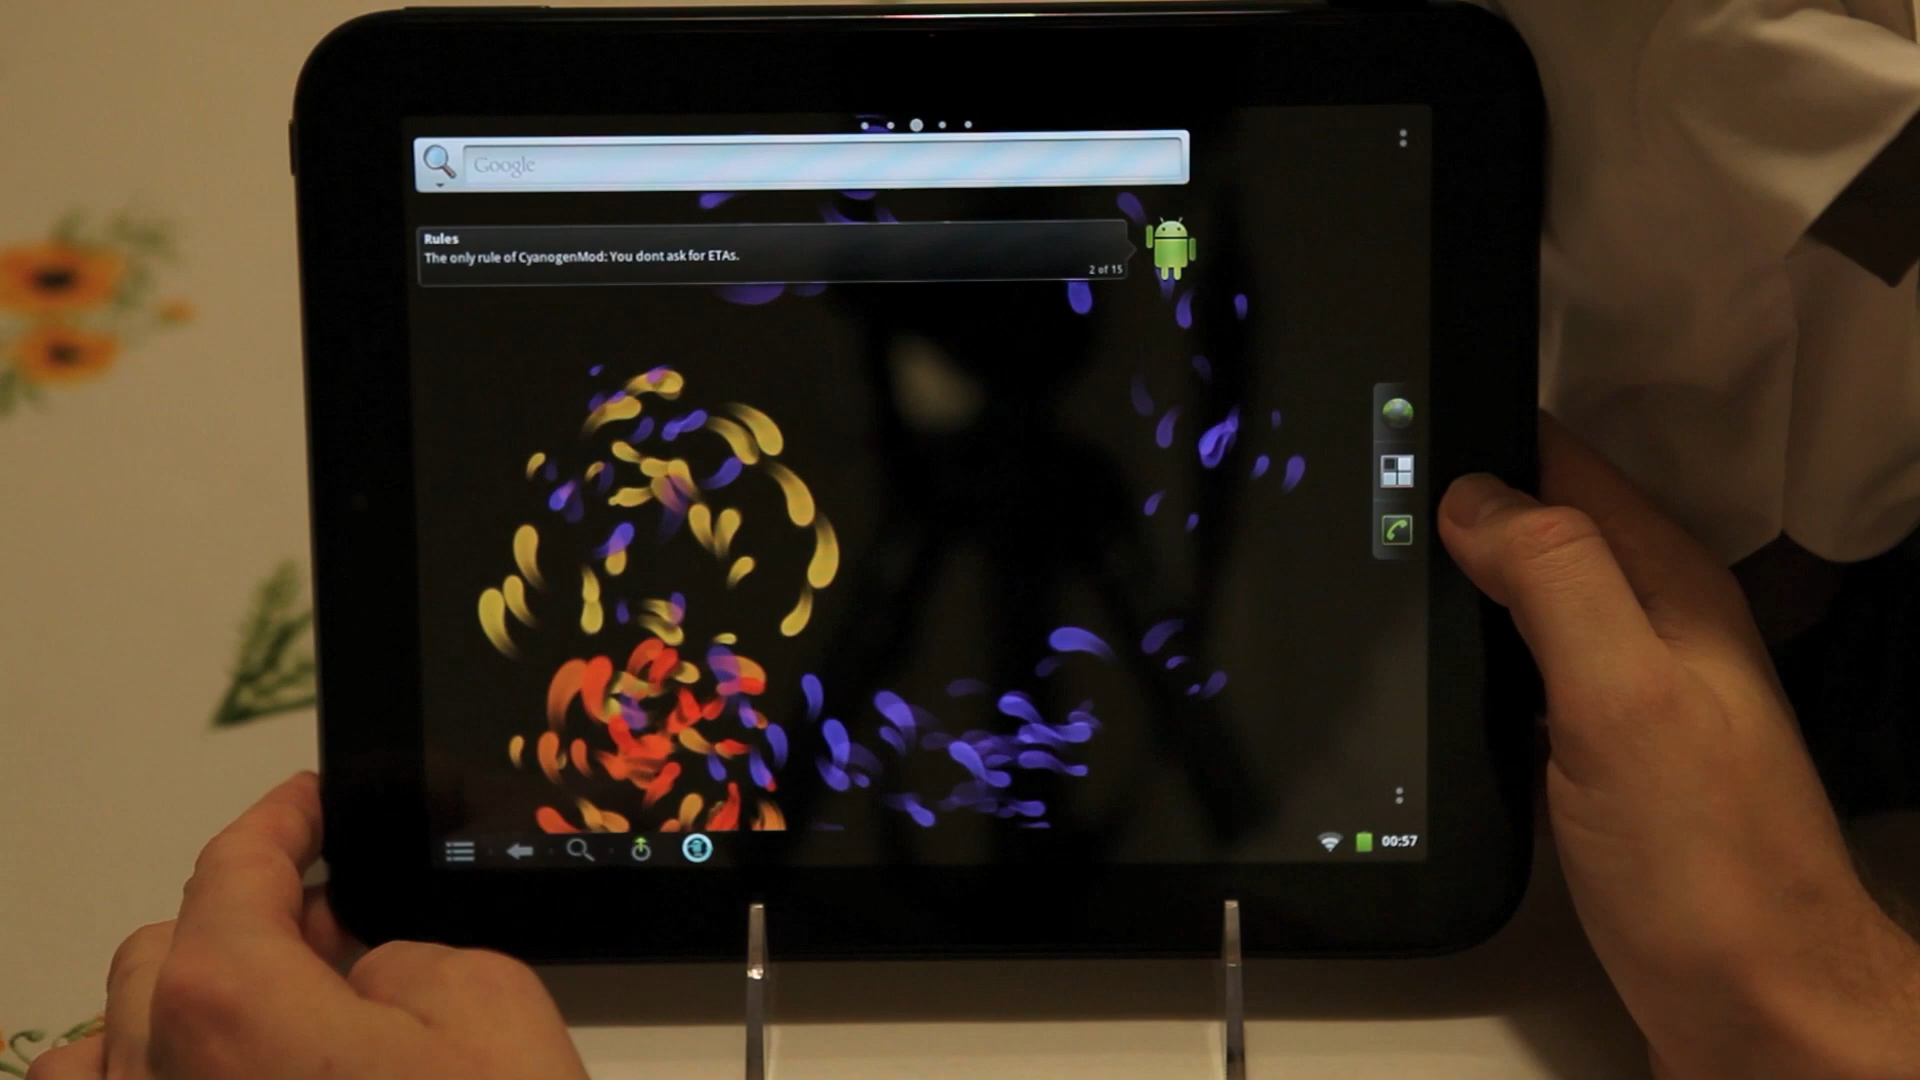 Google
Rules
The only rule of CyanogenMod: You dont ask for ETAs.
2 of 15
00:57